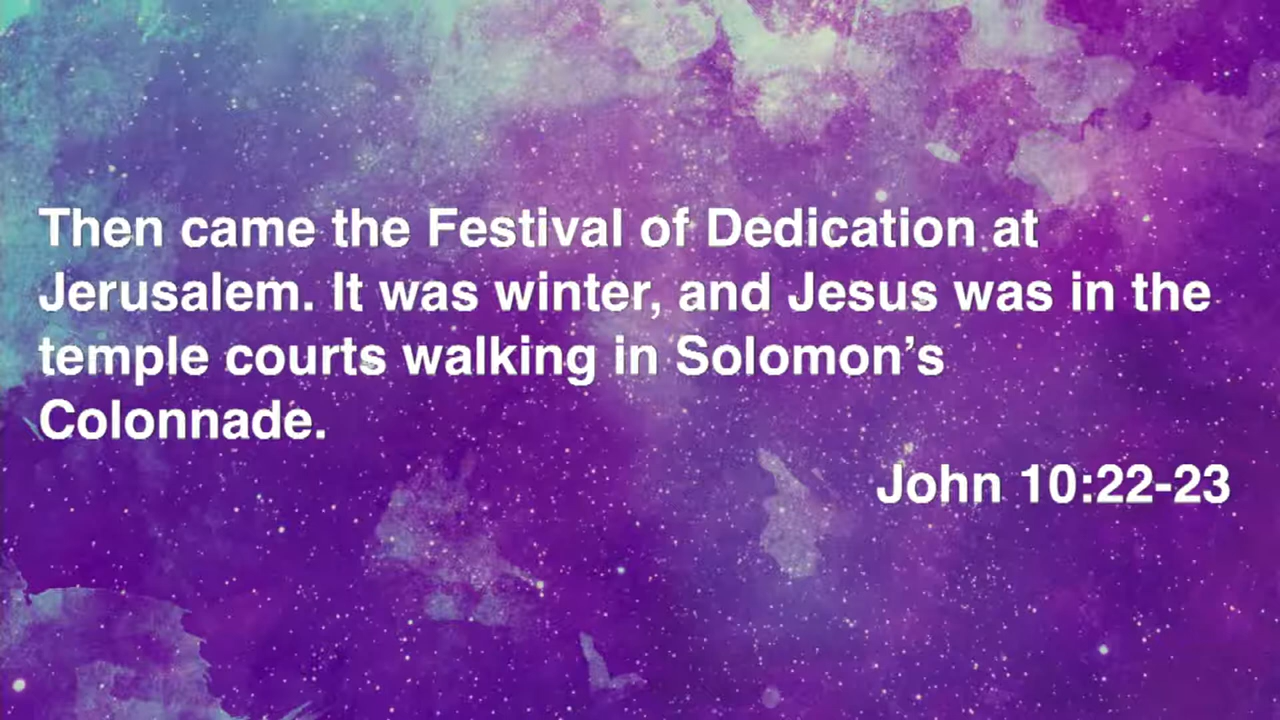 Then came the Festival of Dedication at
Jerusalem. It was winter, and Jesus was in the
temple courts walking in Solomon’s
Colonnade.
John 10:22-23